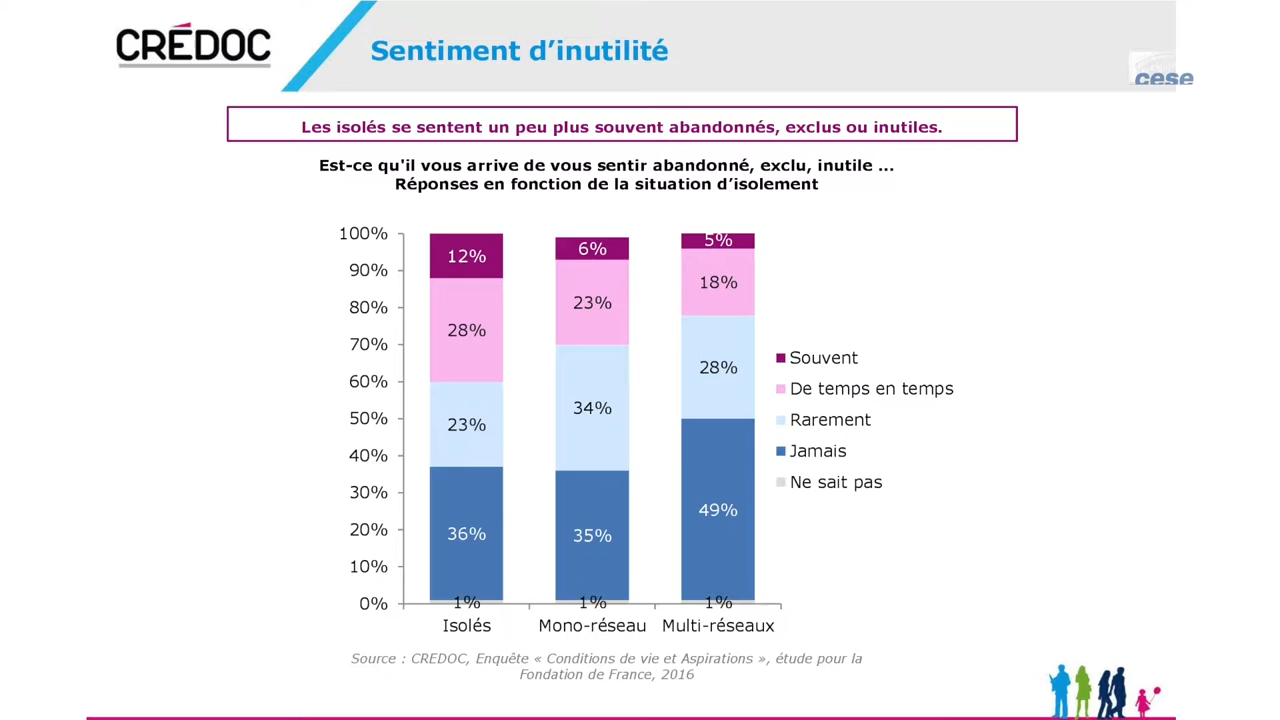 CRÉDOC
Sentiment d’inutilité
cese
Les isolés se sentent un peu plus souvent abandonnés, exclus ou inutiles.
Est-ce qu'il vous arrive de vous sentir abandonné, exclu, inutile ...
Réponses en fonction de la situation d’isolement
100%
90%
80%
70%
60%
50%
40%
30%
20%
10%
0%
12%
28%
23%
36%
1%
6%
23%
34%
35%
1%
5%
18%
28%
49%
1%
Isolés
Mono-réseau
Multi-réseaux
Souvent
De temps en temps
Rarement
Jamais
Ne sait pas
Source : CREDOC, Enquête « Conditions de vie et Aspirations », étude pour la
Fondation de France, 2016